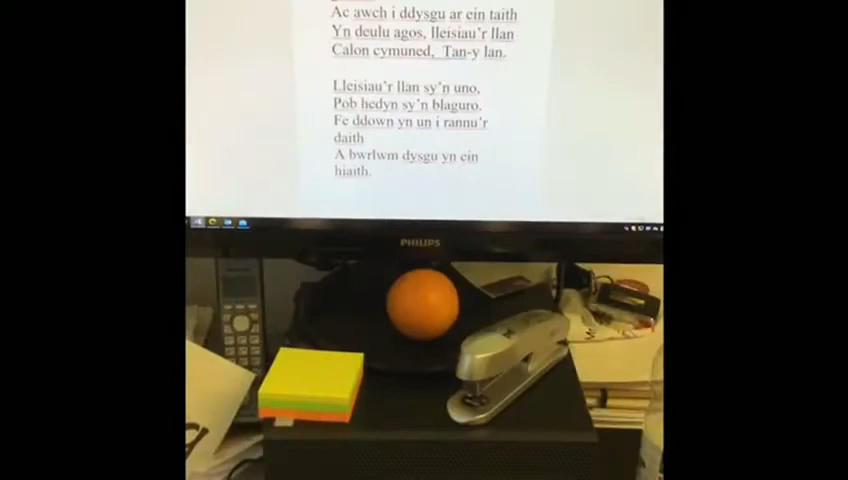 Ac awch i ddysgu ar ein taith
Yn deulu agos, lleisiau'r llan
Calon cymuned, Tan-y lan.
Lleisiau'r llan sy'n uno,
Pob hedyn sy'n blaguro.
Fe ddown yn un i rannu'r
daith
A bwrlwm dysgu yn ein
hiaith.
PHILIPS